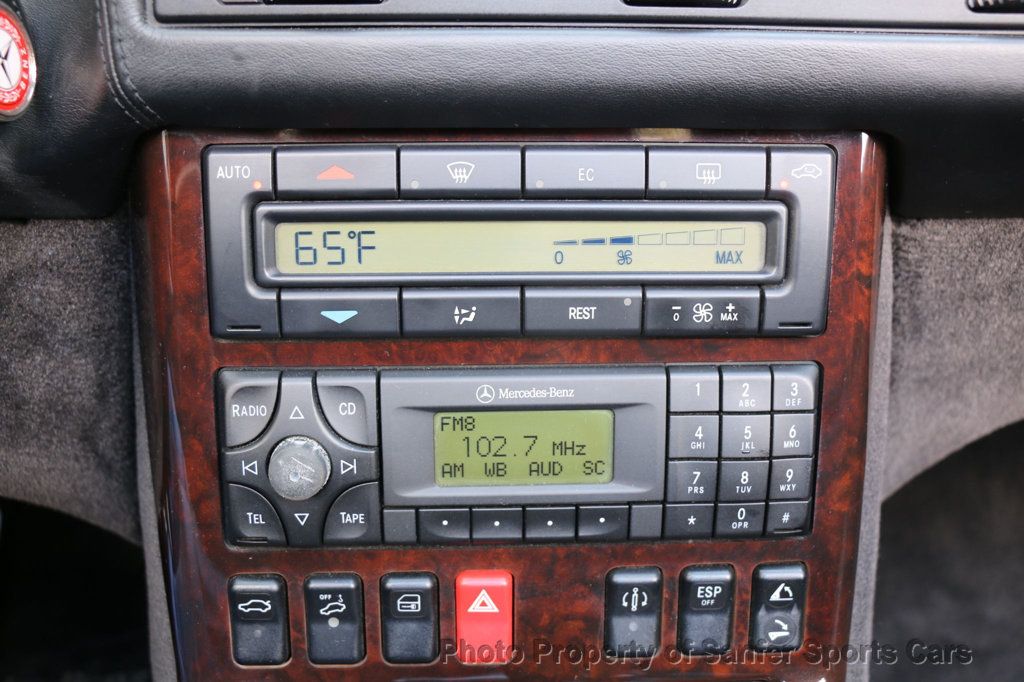 AUTO
EC
65°F
0 MAX
REST
- 0 + MAX
RADIO CD
Mercedes-Benz
FM8
102.7 MHz
AM WB AUD SC
TEL TAPE
1 2 ABC 3 DEF
4 GHI 5 JKL 6 MNO
7 PRS 8 TUV 9 WXY
* 0 OPR #
OFF
ESP
OFF
Photo Property of Sanfer Sports Cars